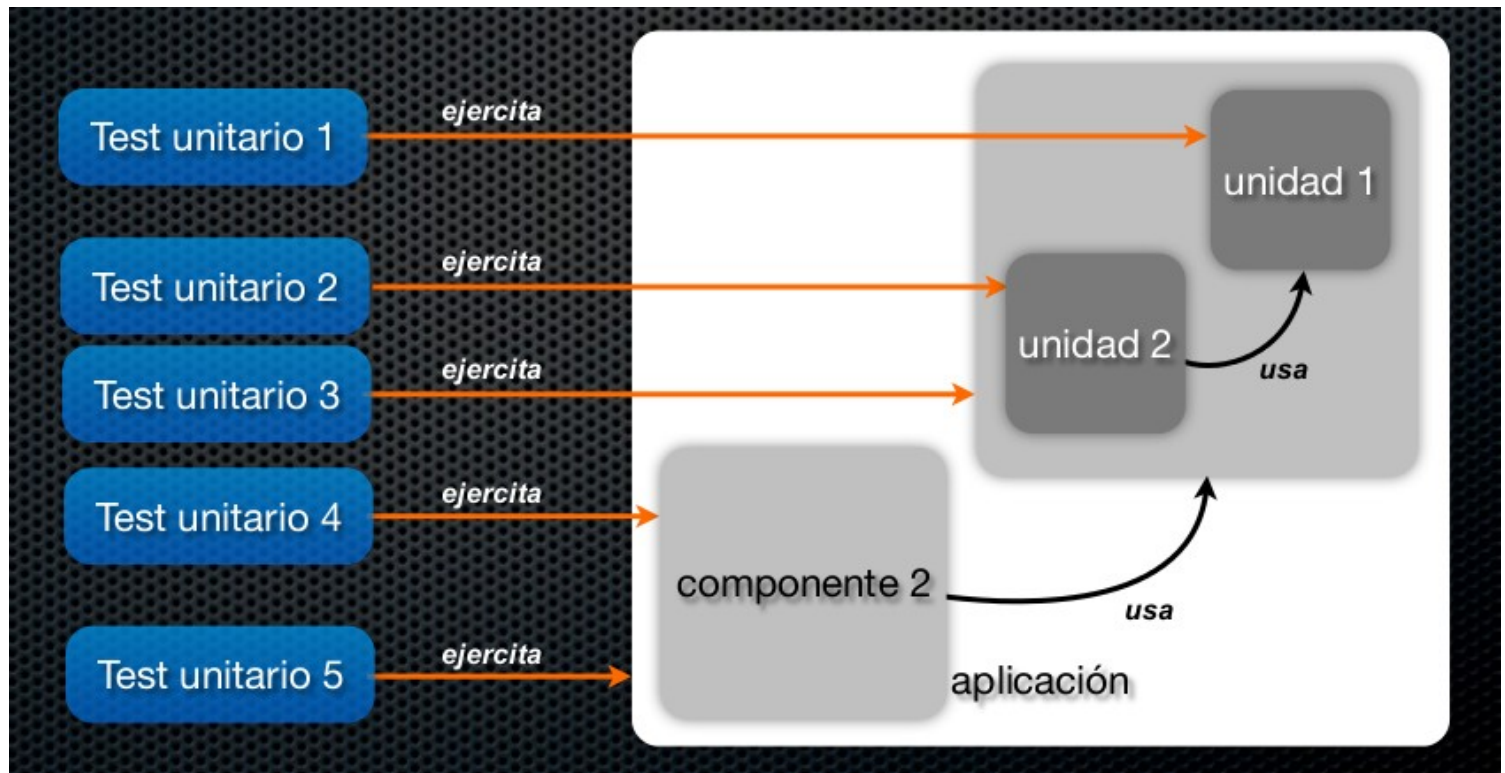 Test unitario 1
ejercita
unidad 1
Test unitario 2
ejercita
unidad 2
usa
Test unitario 3
ejercita
Test unitario 4
ejercita
componente 2
usa
Test unitario 5
ejercita
aplicación